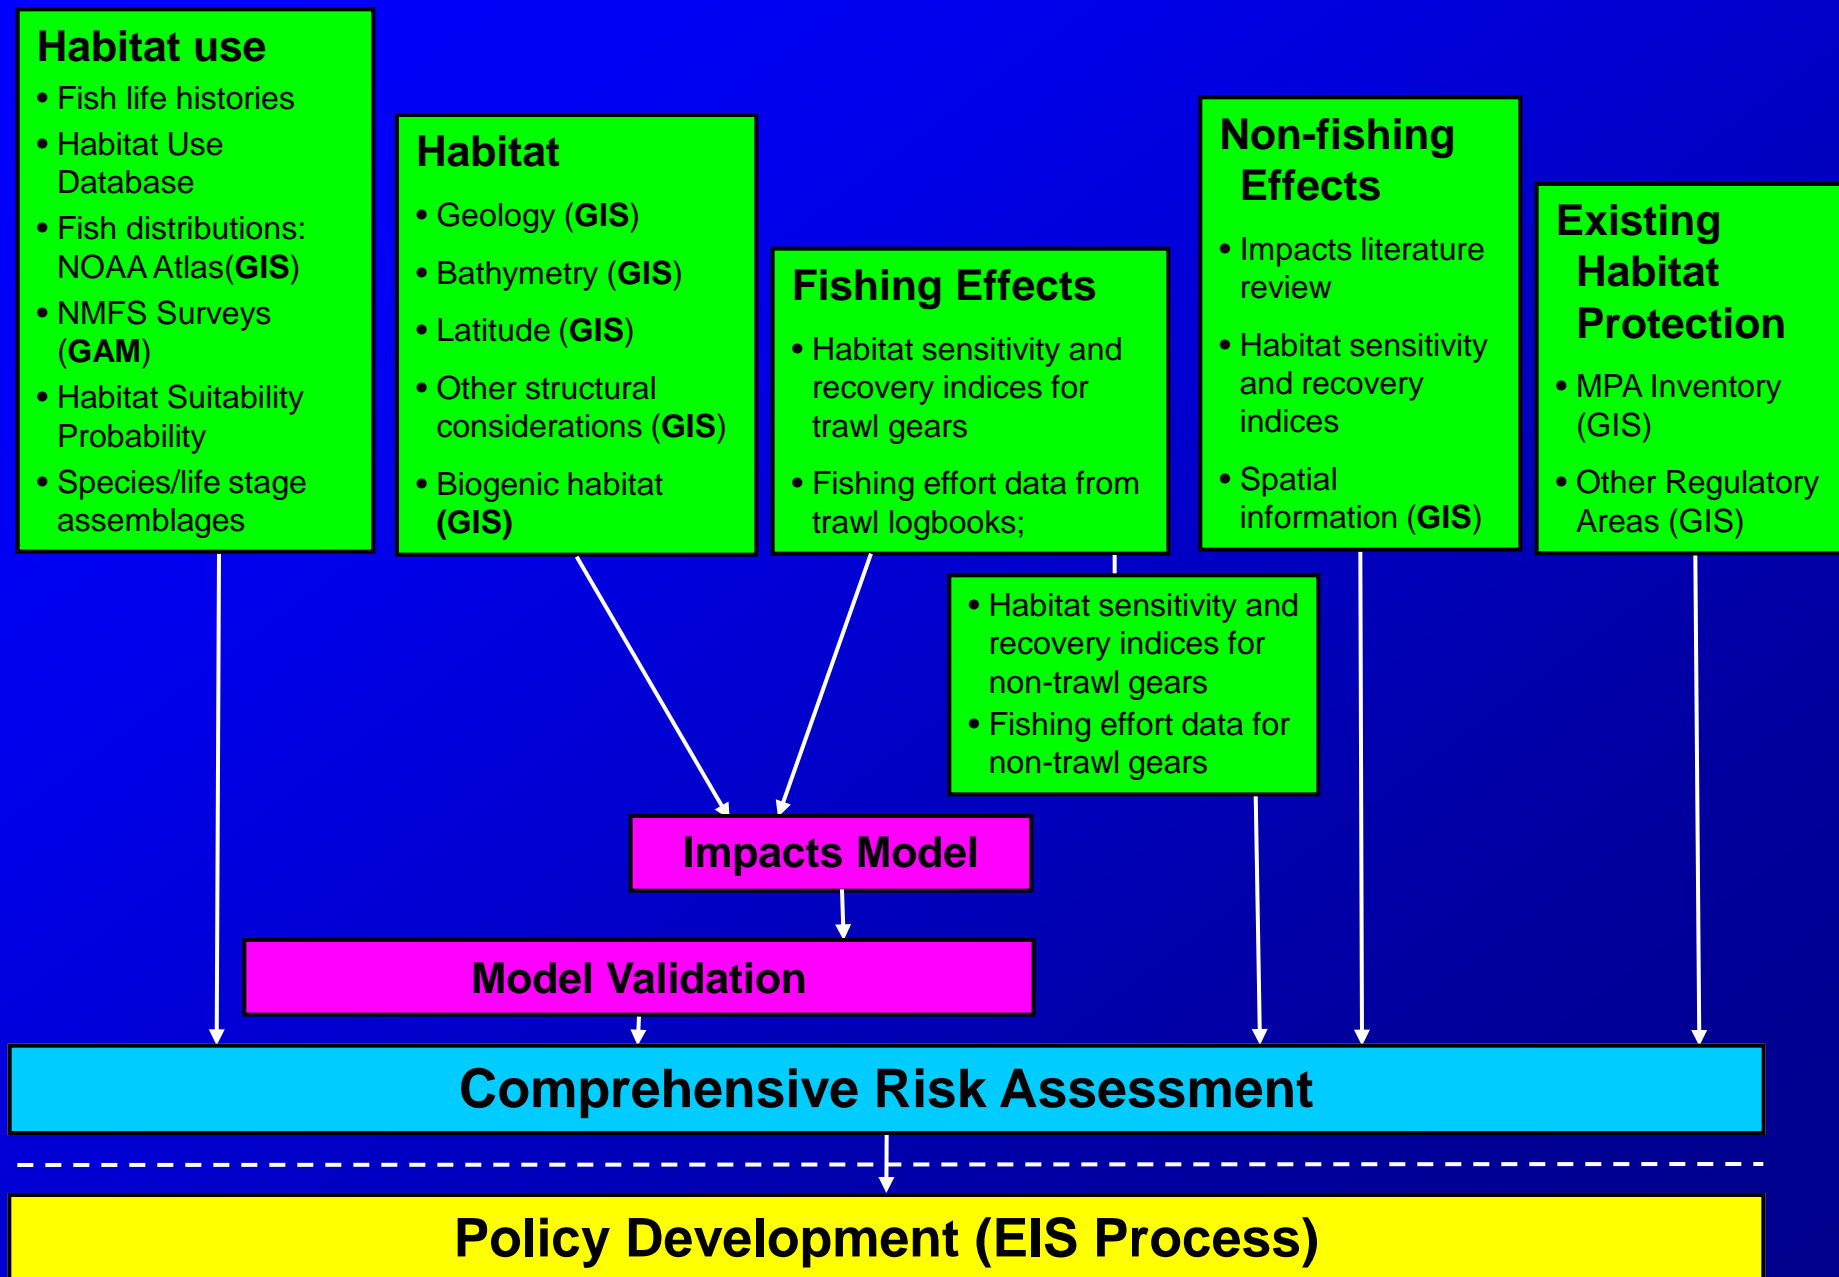 Habitat use
• Fish life histories
• Habitat Use
Database
• Fish distributions:
NOAA Atlas(GIS)
• NMFS Surveys
(GAM)
• Habitat Suitability
Probability
• Species/life stage
assemblages
Habitat
• Geology (GIS)
• Bathymetry (GIS)
• Latitude (GIS)
• Other structural
considerations (GIS)
• Biogenic habitat
(GIS)
Fishing Effects
• Habitat sensitivity and
recovery indices for
trawl gears
• Fishing effort data from
trawl logbooks;
• Habitat sensitivity and
recovery indices for
non-trawl gears
• Fishing effort data for
non-trawl gears
Non-fishing
Effects
• Impacts literature
review
• Habitat sensitivity
and recovery
indices
• Spatial
information (GIS)
Existing
Habitat
Protection
• MPA Inventory
(GIS)
• Other Regulatory
Areas (GIS)
Impacts Model
Model Validation
Comprehensive Risk Assessment
Policy Development (EIS Process)